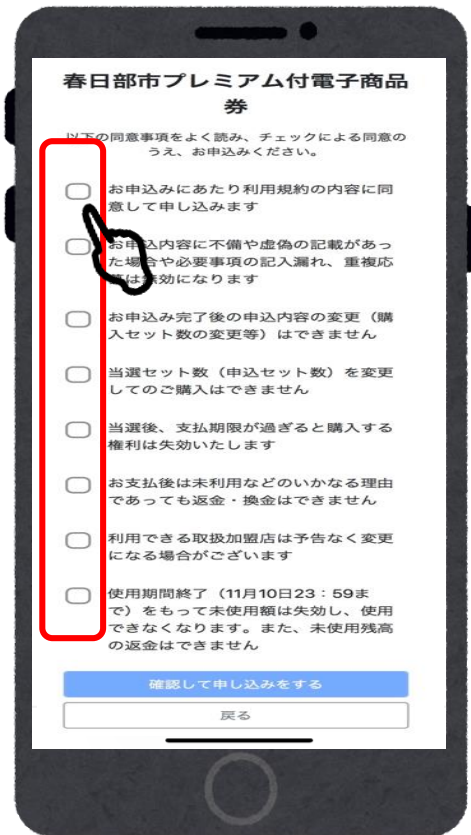 春日部市プレミアム付電子商品
券
以下の同意事項をよく読み、チェックによる同意の
うえ、お申込みください。
お申込みにあたり利用規約の内容に同
意して申し込みます
お申込内容に不備や虚偽の記載があっ
た場合や必要事項の記入漏れ、重複応
募は無効になります
お申込み完了後の申込内容の変更（購
入セット数の変更等）はできません
当選セット数（申込セット数）を変更
してのご購入はできません
当選後、支払期限が過ぎると購入する
権利は失効いたします
お支払後は未利用などのいかなる理由
であっても返金・換金はできません
利用できる取扱加盟店は予告なく変更
になる場合がございます
使用期間終了（11月10日23：59ま
で）をもって未使用額は失効し、使用
できなくなります。また、未使用残高
の返金はできません
確認して申し込みをする
戻る